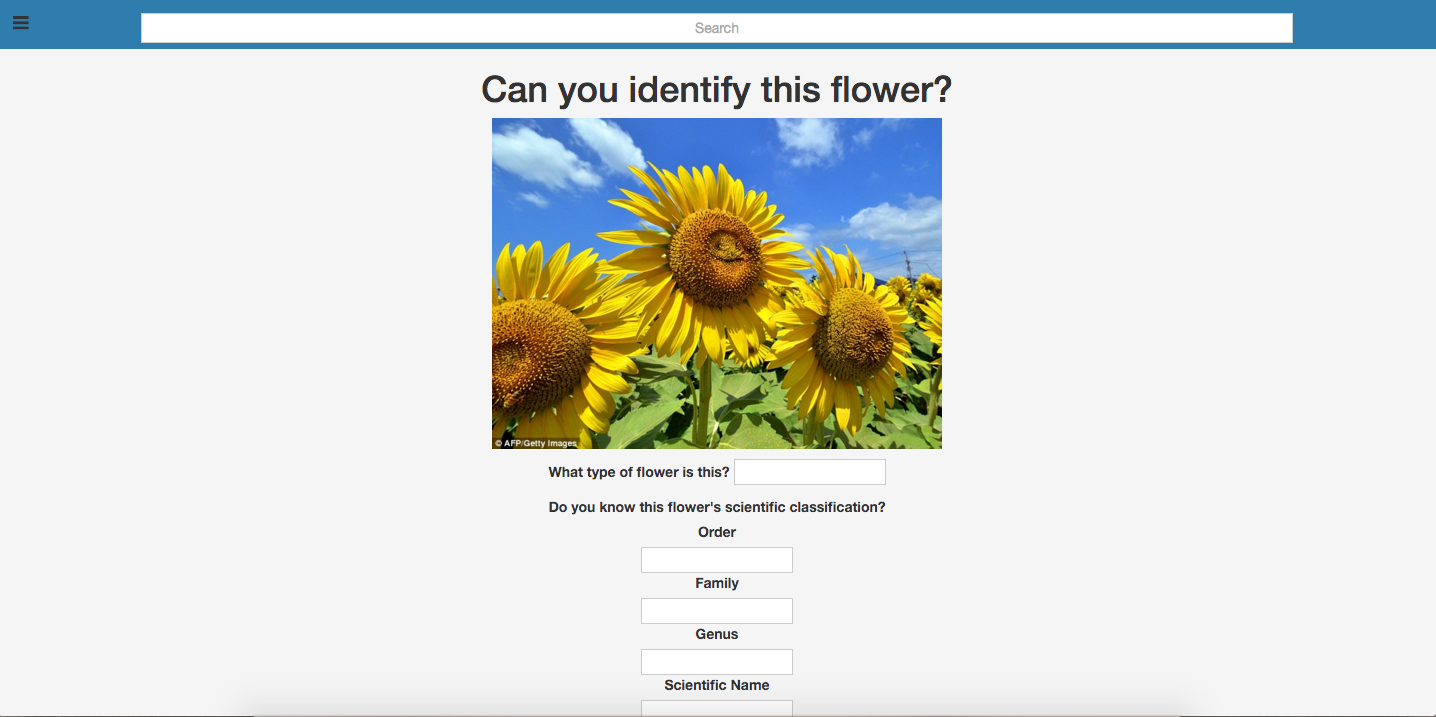 Search
Can you identify this flower?
© AFP/Getty Images
What type of flower is this?
Do you know this flower's scientific classification?
Order
Family
Genus
Scientific Name